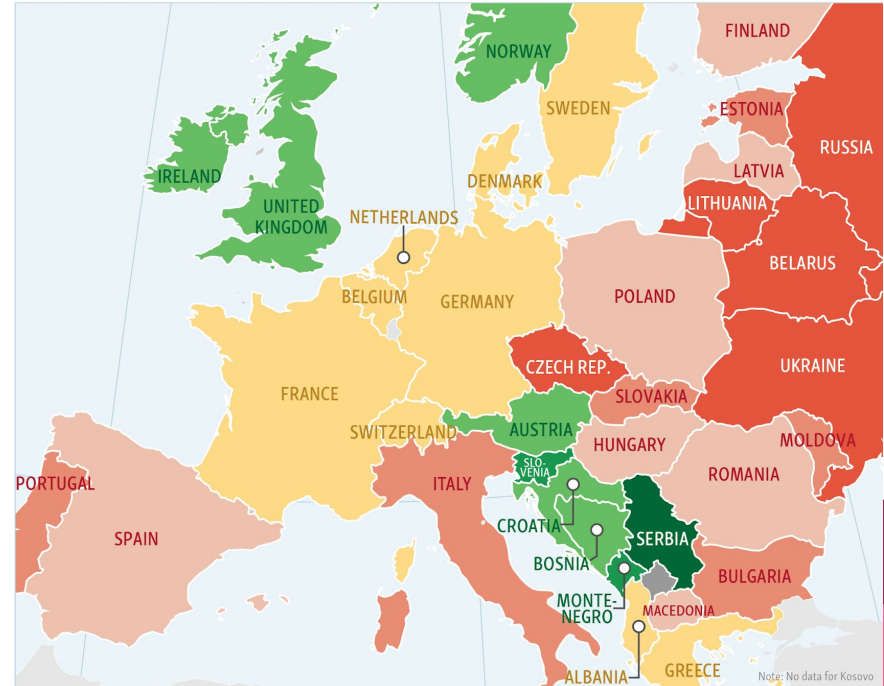 NORWAY
FINLAND
SWEDEN
ESTONIA
RUSSIA
IRELAND
DENMARK
LATVIA
UNITED
KINGDOM
NETHERLANDS
LITHUANIA
BELARUS
BELGIUM
GERMANY
POLAND
CZECH REP.
UKRAINE
FRANCE
SLOVAKIA
SWITZERLAND
AUSTRIA
HUNGARY
MOLDOVA
SLO-
VENIA
ROMANIA
PORTUGAL
ITALY
SPAIN
CROATIA
SERBIA
BOSNIA
BULGARIA
MONTE-
NEGRO
MACEDONIA
ALBANIA
GREECE
Note: No data for Kosovo